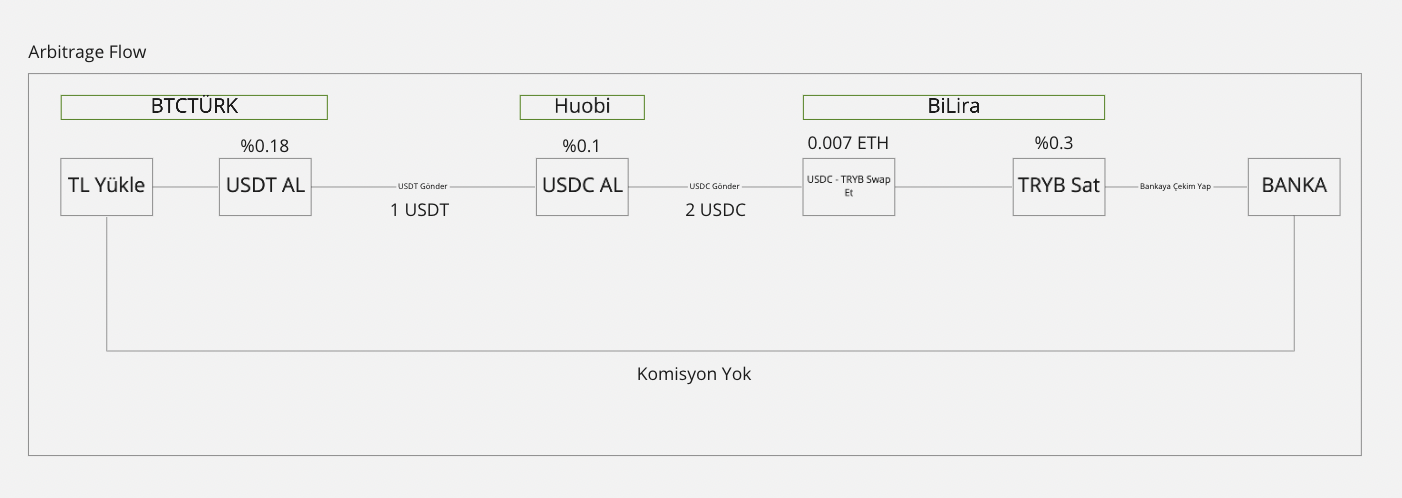 Arbitrage Flow
BTCTÜRK
Huobi
BiLira
%0.18
%0.1
0.007 ETH
%0.3
TL Yükle
USDT AL
USDT Gönder
1 USDT
USDC AL
USDC Gönder
2 USDC
USDC - TRYB Swap
Et
TRYB Sat
Bankaya Çekim Yap
BANKA
Komisyon Yok